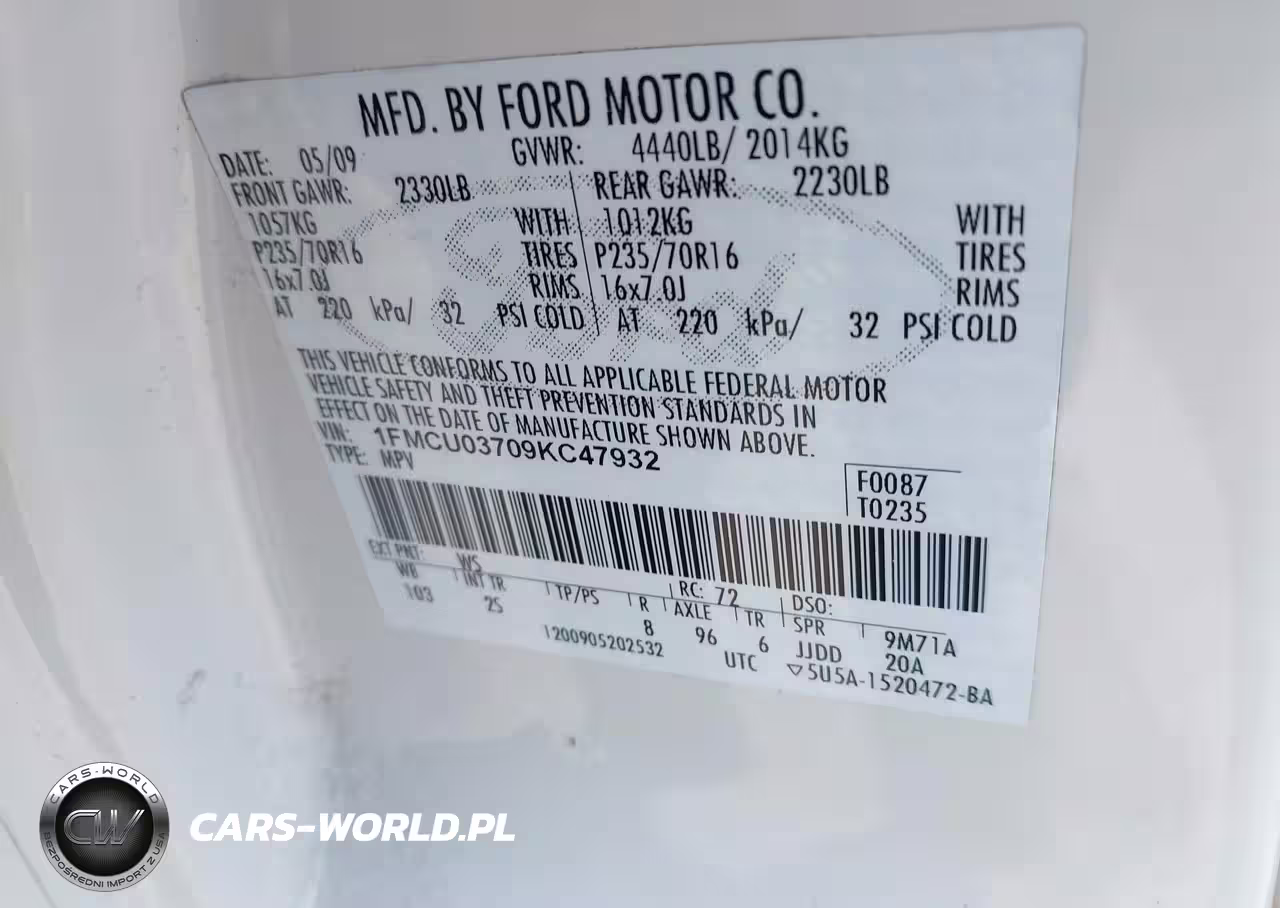 MFD. BY FORD MOTOR CO.
DATE: 05/09 GVWR: 4440LB/ 2014KG
FRONT GAWR: 2330LB REAR GAWR: 2230LB
1057KG WITH 1012KG WITH
P235/70R16 TIRES P235/70R16 TIRES
16x7.0J RIMS 16x7.0J RIMS
AT 220 kPa/ 32 PSI COLD AT 220 kPa/ 32 PSI COLD
THIS VEHICLE CONFORMS TO ALL APPLICABLE FEDERAL MOTOR
VEHICLE SAFETY AND THEFT PREVENTION STANDARDS IN
EFFECT ON THE DATE OF MANUFACTURE SHOWN ABOVE.
VIN: 1FMCU03709KC47932
TYPE: MPV
F0087
T0235
EXT PNT: WS RC: 72 DSO:
WB INT TR TP/PS R AXLE TR SPR 9M71A
103 2S 8 96 6 JJDD 20A
1200905202532 UTC ▽5U5A-1520472-BA
Ford
CARS-WORLD
CW
BEZPOŚREDNI IMPORT Z USA
CARS-WORLD.PL